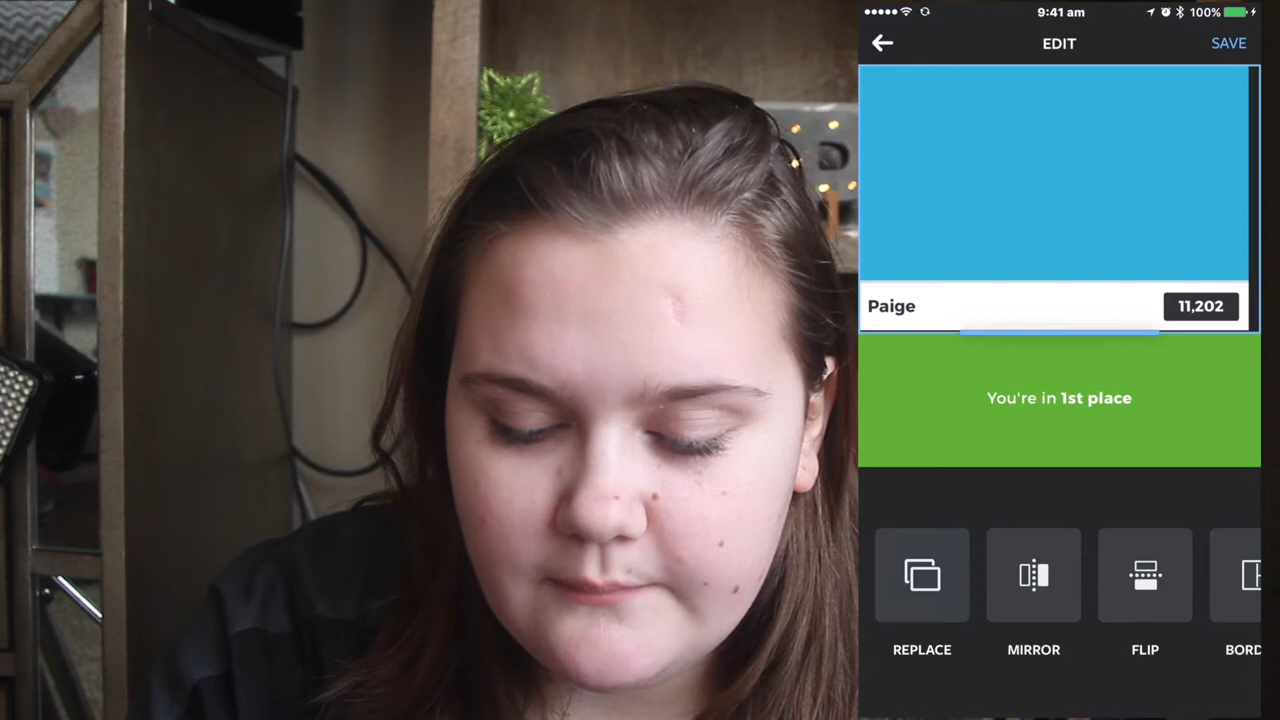 9:41 am
100%
EDIT
SAVE
Paige
11,202
You're in 1st place
REPLACE
MIRROR
FLIP
BORD